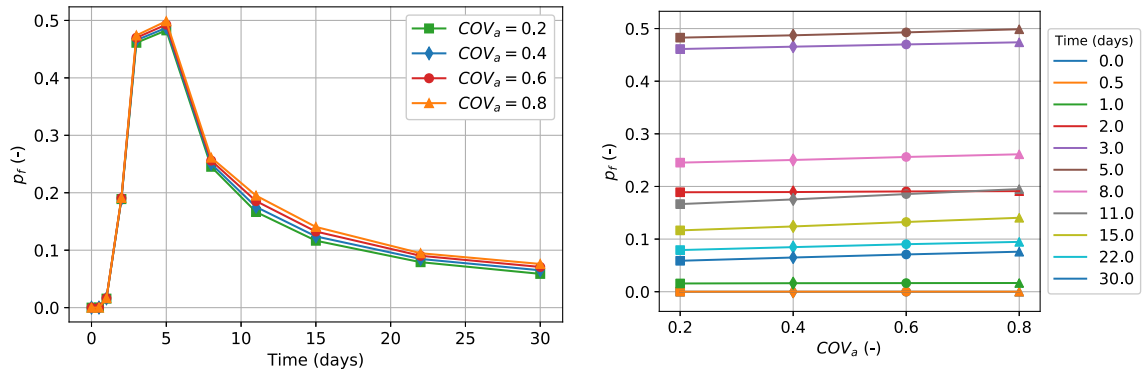 0.5
0.4
0.3
0.2
0.1
0.0
p_f (-)
0 5 10 15 20 25 30
Time (days)
COV_a = 0.2
COV_a = 0.4
COV_a = 0.6
COV_a = 0.8
0.5
0.4
0.3
0.2
0.1
0.0
p_f (-)
0.2 0.4 0.6 0.8
COV_a (-)
Time (days)
0.0
0.5
1.0
2.0
3.0
5.0
8.0
11.0
15.0
22.0
30.0